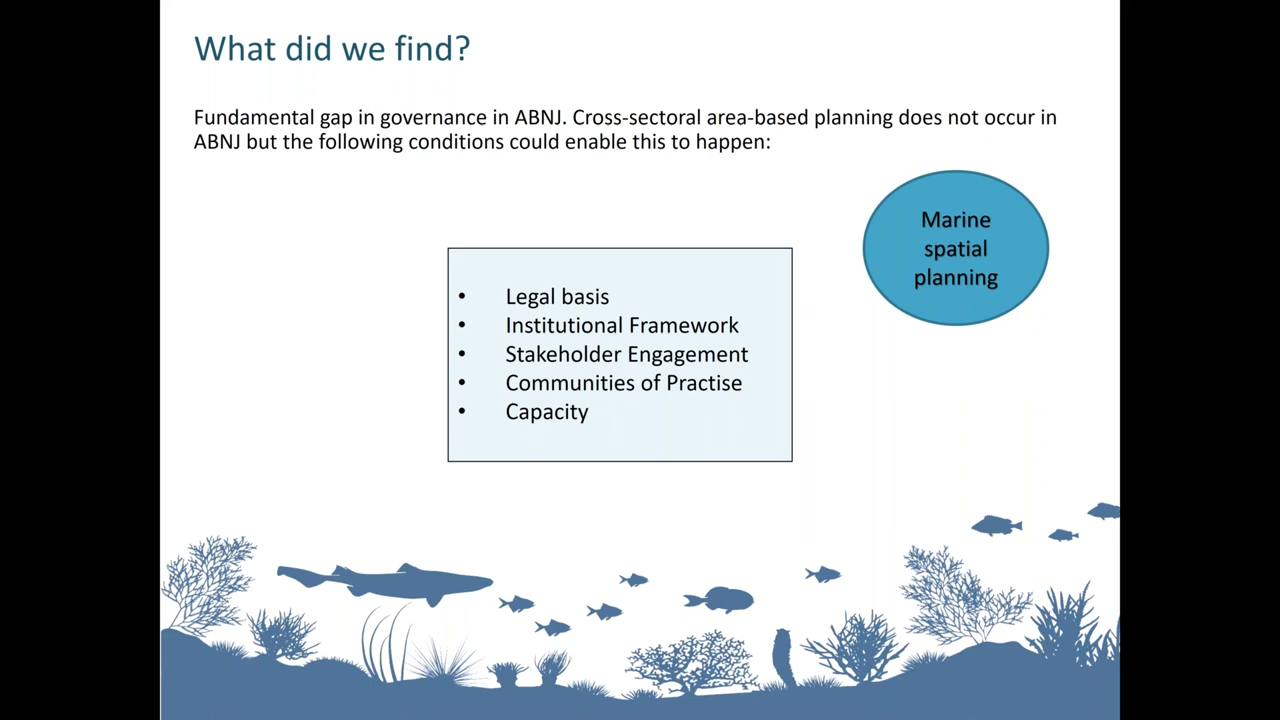 What did we find?
Fundamental gap in governance in ABNJ. Cross-sectoral area-based planning does not occur in
ABNJ but the following conditions could enable this to happen:
Marine
spatial
planning
• Legal basis
• Institutional Framework
• Stakeholder Engagement
• Communities of Practise
• Capacity